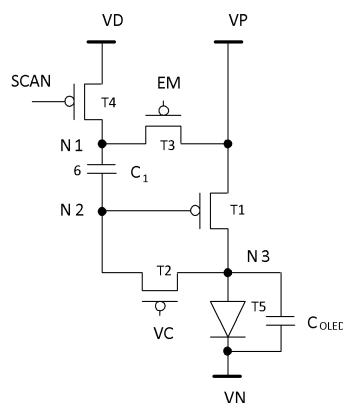 VD VP
SCAN EM
T4
N 1 T3
6 C1
N 2 T1
N 3
T2 T5
VC COLED
VN